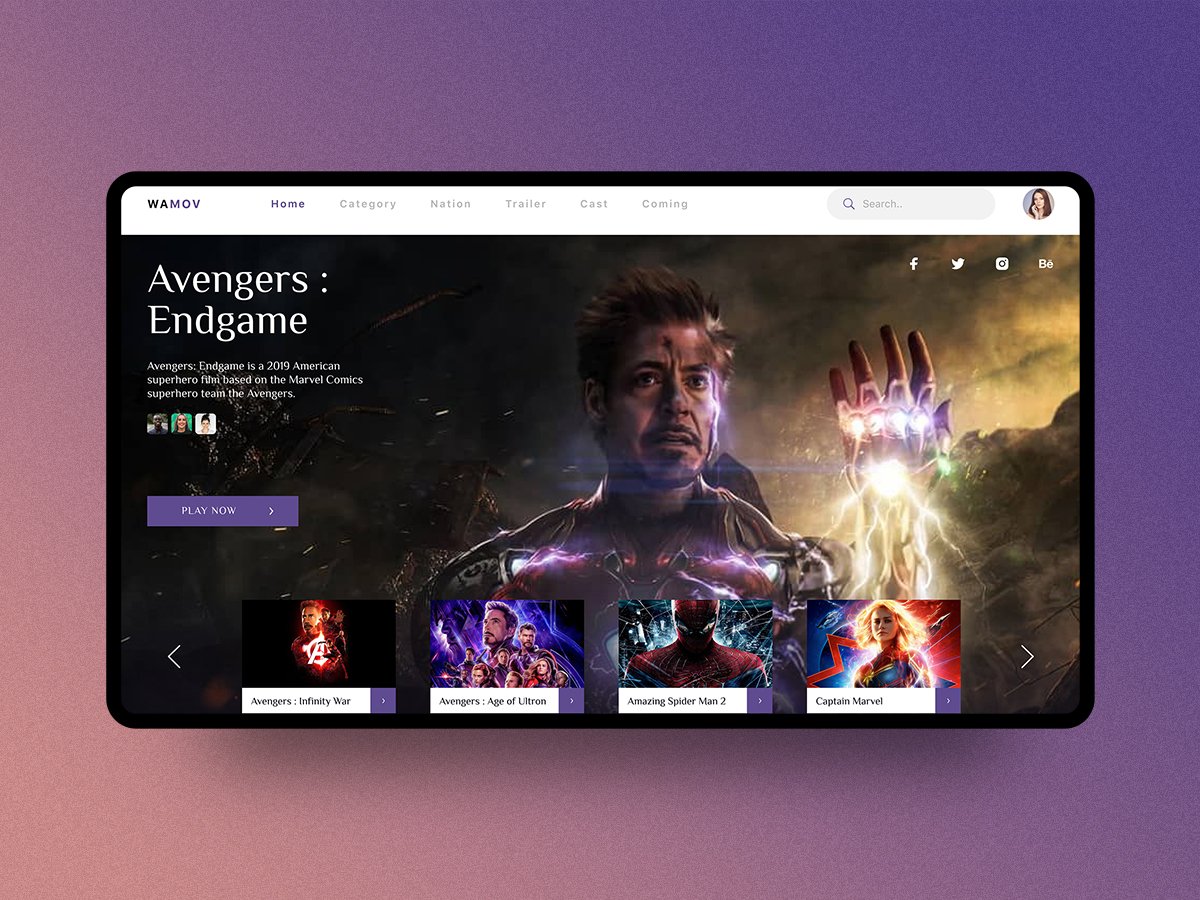 WAMOV
Home
Category
Nation
Trailer
Cast
Coming
Search..
Bē
Avengers :
Endgame
Avengers: Endgame is a 2019 American
superhero film based on the Marvel Comics
superhero team the Avengers.
PLAY NOW
Avengers : Infinity War
Avengers : Age of Ultron
Amazing Spider Man 2
Captain Marvel